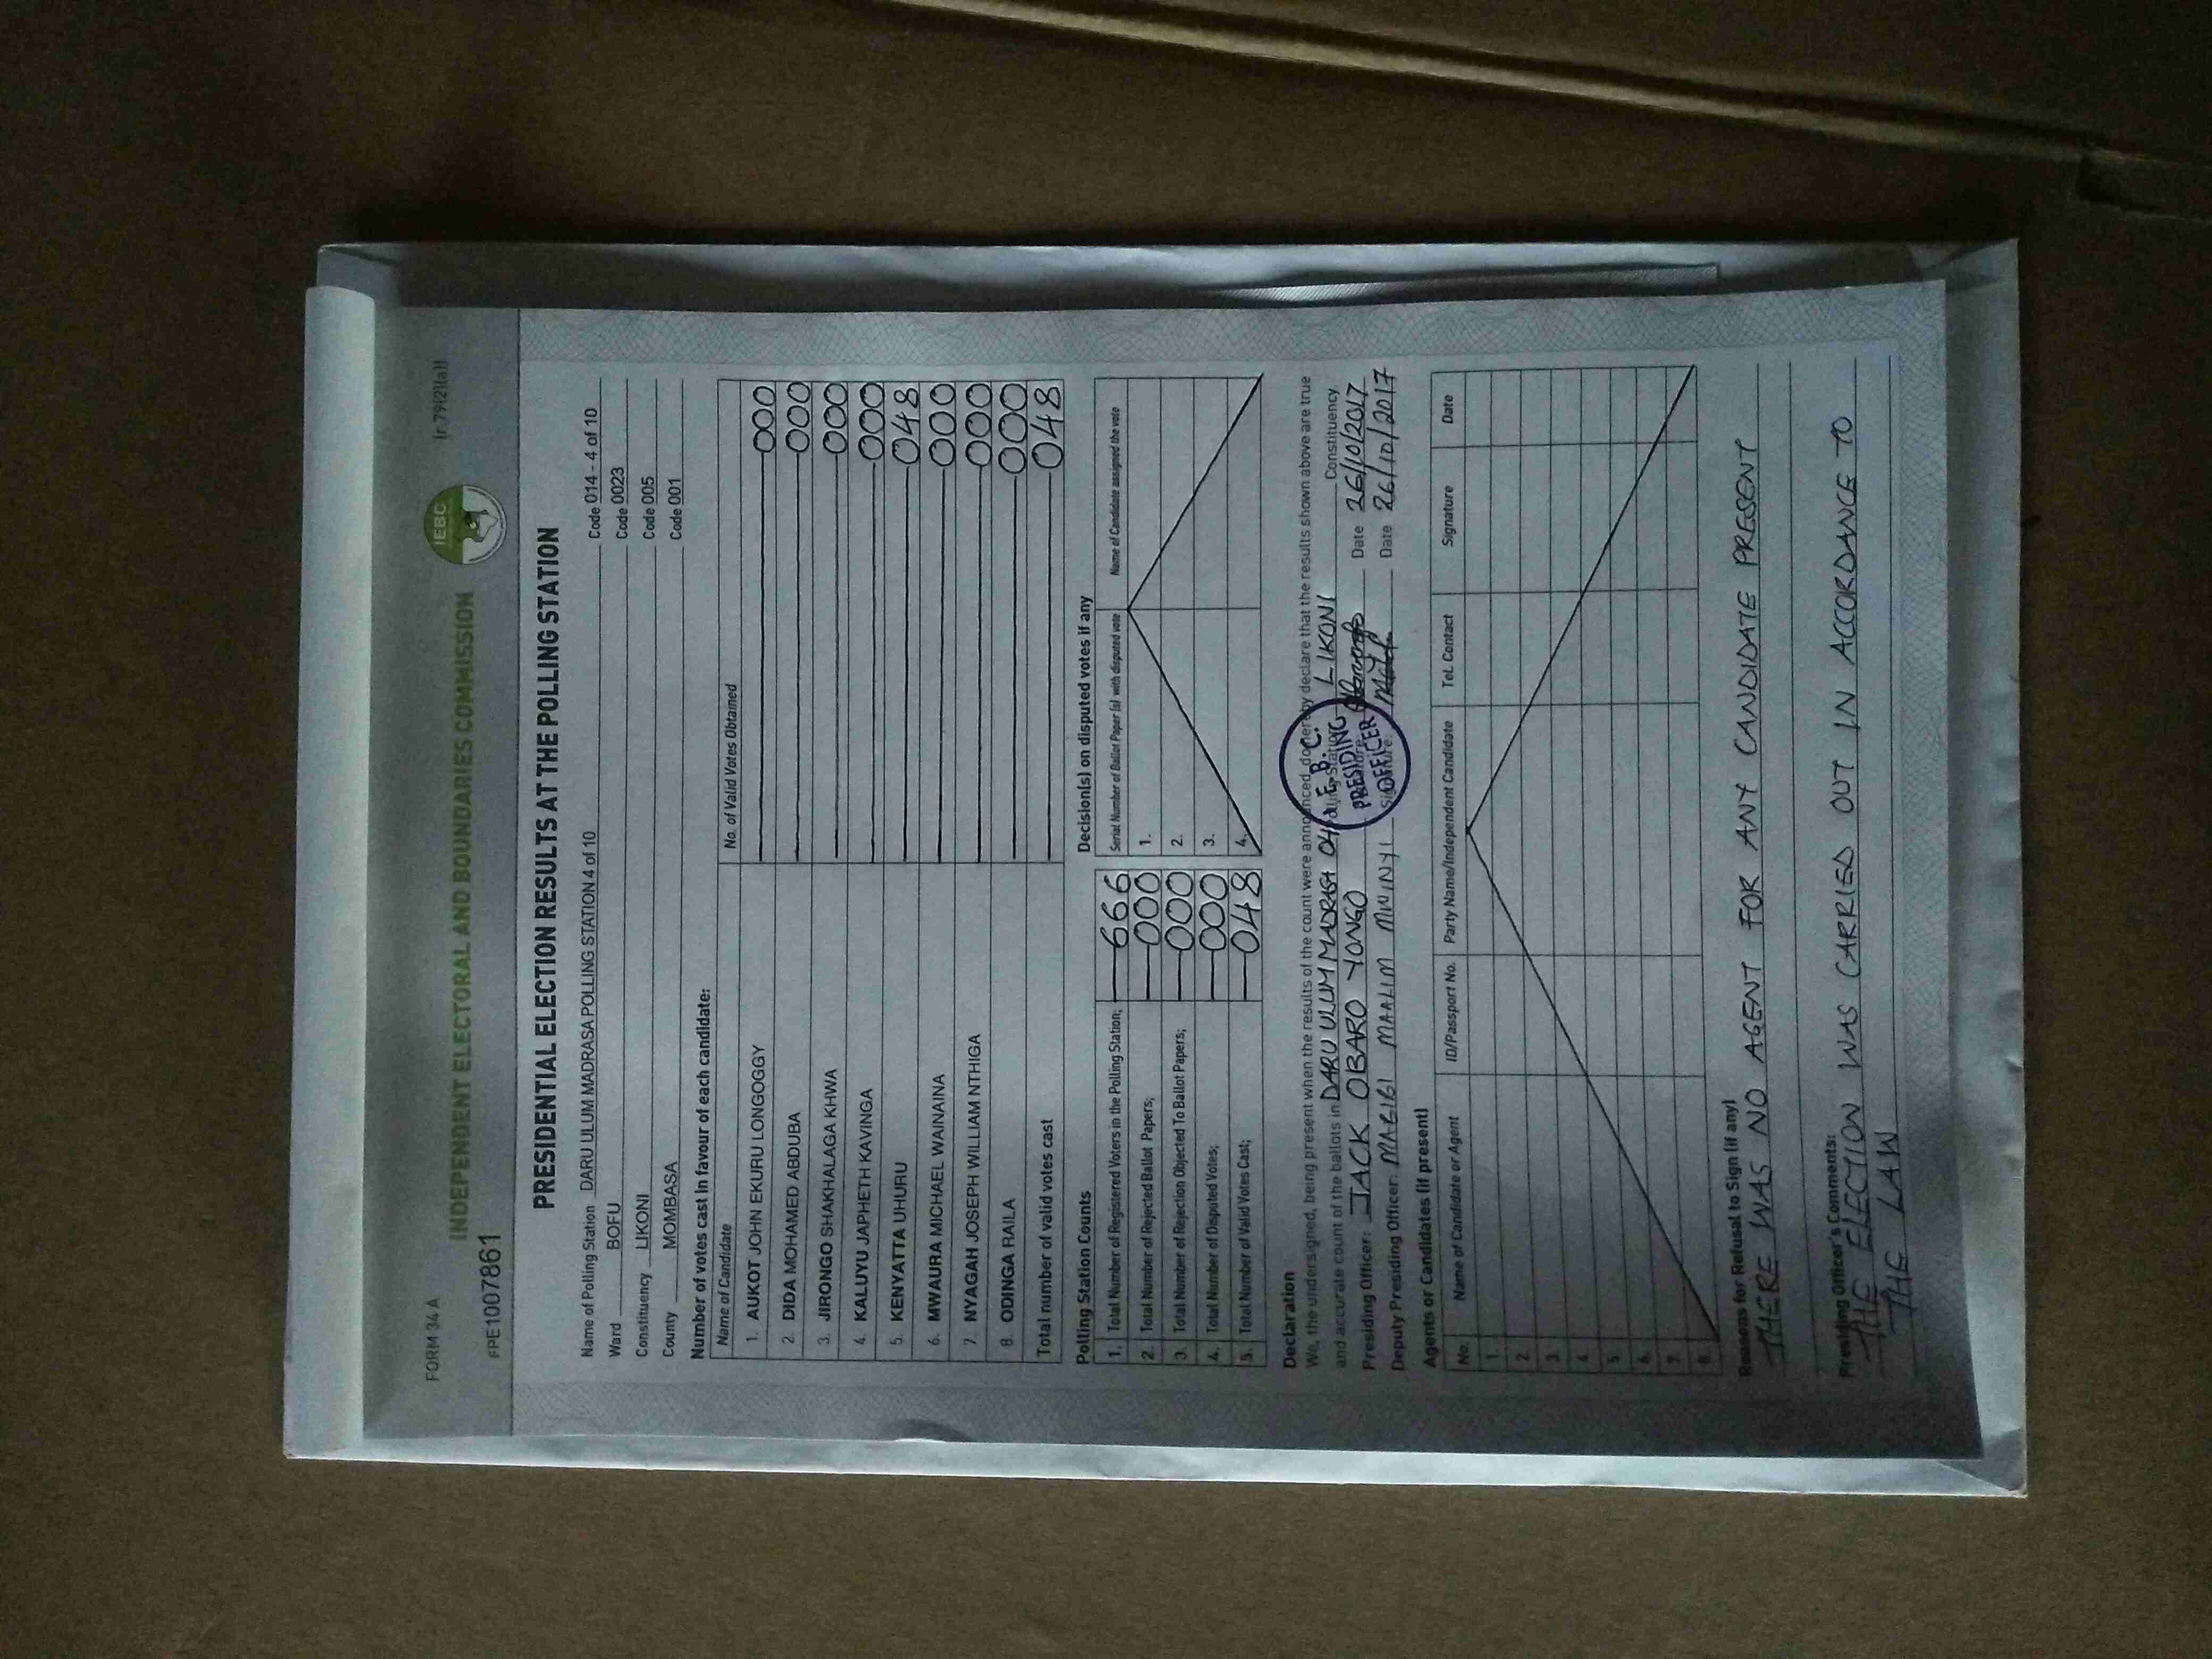 FORM 34 A
(r 79(2)(a))
INDEPENDENT ELECTORAL AND BOUNDARIES COMMISSION
IEBC
FPE1007861
PRESIDENTIAL ELECTION RESULTS AT THE POLLING STATION
Name of Polling Station DARU ULUM MADRASA POLLING STATION 4 of 10 Code 014 - 4 of 10
Ward BOFU Code 0023
Constituency LIKONI Code 005
County MOMBASA Code 001
Number of votes cast in favour of each candidate:
Name of Candidate No. of Valid Votes Obtained
1. AUKOT JOHN EKURU LONGOGGY 000
2. DIDA MOHAMED ABDUBA 000
3. JIRONGO SHAKHALAGA KHWA 000
4. KALUYU JAPHETH KAVINGA 000
5. KENYATTA UHURU 048
6. MWAURA MICHAEL WAINAINA 000
7. NYAGAH JOSEPH WILLIAM NTHIGA 000
8 ODINGA RAILA 000
Total number of valid votes cast 048
Polling Station Counts
1. Total Number of Registered Voters in the Polling Station; 666
2. Total Number of Rejected Ballot Papers; 000
3. Total Number of Rejection Objected To Ballot Papers; 000
4. Total Number of Disputed Votes; 000
5. Total Number of Valid Votes Cast; 048
Decision(s) on disputed votes if any
Serial Number of Ballot Paper (s) with disputed vote Name of Candidate assigned the vote
1.
2.
3.
4.
Declaration
We, the undersigned, being present when the results of the count were announced, do hereby declare that the results shown above are true
and accurate count of the ballots in DARU ULUM MADRASA LIKONI Constituency
Presiding Officer: JACK OBARO YONGO Date 26/10/2017
Deputy Presiding Officer: MAALIM MWINYI Date 26/10/2017
I. E. B. C.
PRESIDING
OFFICER
Agents or Candidates (if present)
No. Name of Candidate or Agent ID/Passport No. Party Name/Independent Candidate Tel. Contact Signature Date
1.
2
3.
4
5
6.
7.
8.
Reasons for Refusal to Sign (if any)
THERE WAS NO AGENT FOR ANY CANDIDATE PRESENT
Presiding Officer's Comments:
THE ELECTION WAS CARRIED OUT IN ACCORDANCE TO
THE LAW